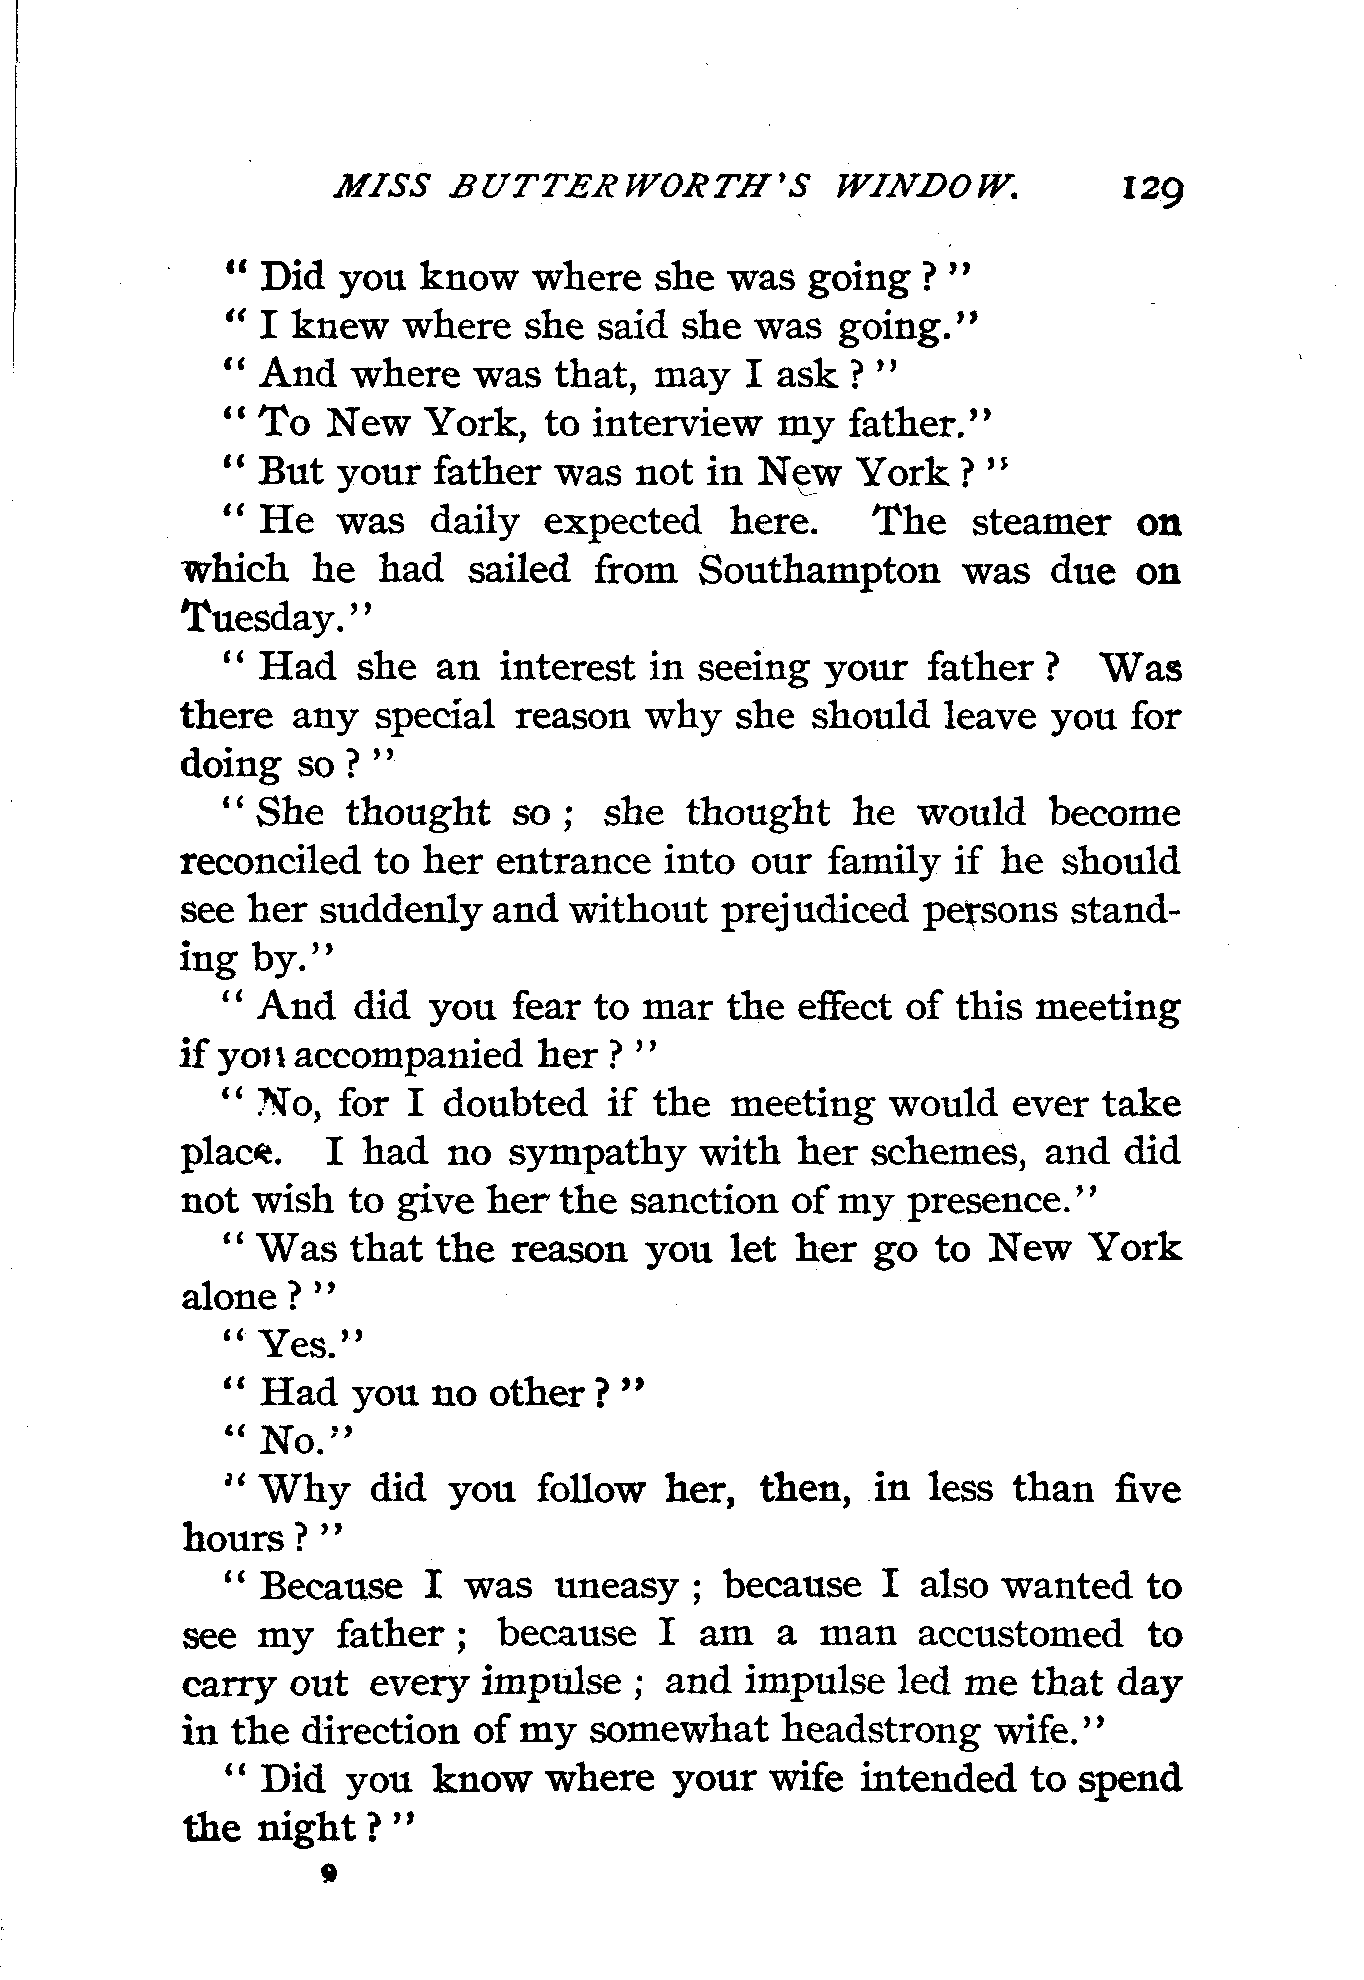 MISS BUTTERWORTH'S WINDOW. 129
“ Did you know where she was going ? ”
“ I knew where she said she was going.”
“ And where was that, may I ask ? ”
“ To New York, to interview my father.”
“ But your father was not in New York ? ”
“ He was daily expected here. The steamer on
which he had sailed from Southampton was due on
Tuesday.”
“ Had she an interest in seeing your father ? Was
there any special reason why she should leave you for
doing so ? ”
“ She thought so ; she thought he would become
reconciled to her entrance into our family if he should
see her suddenly and without prejudiced persons stand-
ing by.”
“ And did you fear to mar the effect of this meeting
if you accompanied her ? ”
“ No, for I doubted if the meeting would ever take
place. I had no sympathy with her schemes, and did
not wish to give her the sanction of my presence.”
“ Was that the reason you let her go to New York
alone ? ”
“ Yes.”
“ Had you no other ? ”
“ No.”
“ Why did you follow her, then, in less than five
hours ? ”
“ Because I was uneasy ; because I also wanted to
see my father ; because I am a man accustomed to
carry out every impulse ; and impulse led me that day
in the direction of my somewhat headstrong wife.”
“ Did you know where your wife intended to spend
the night ? ”
9